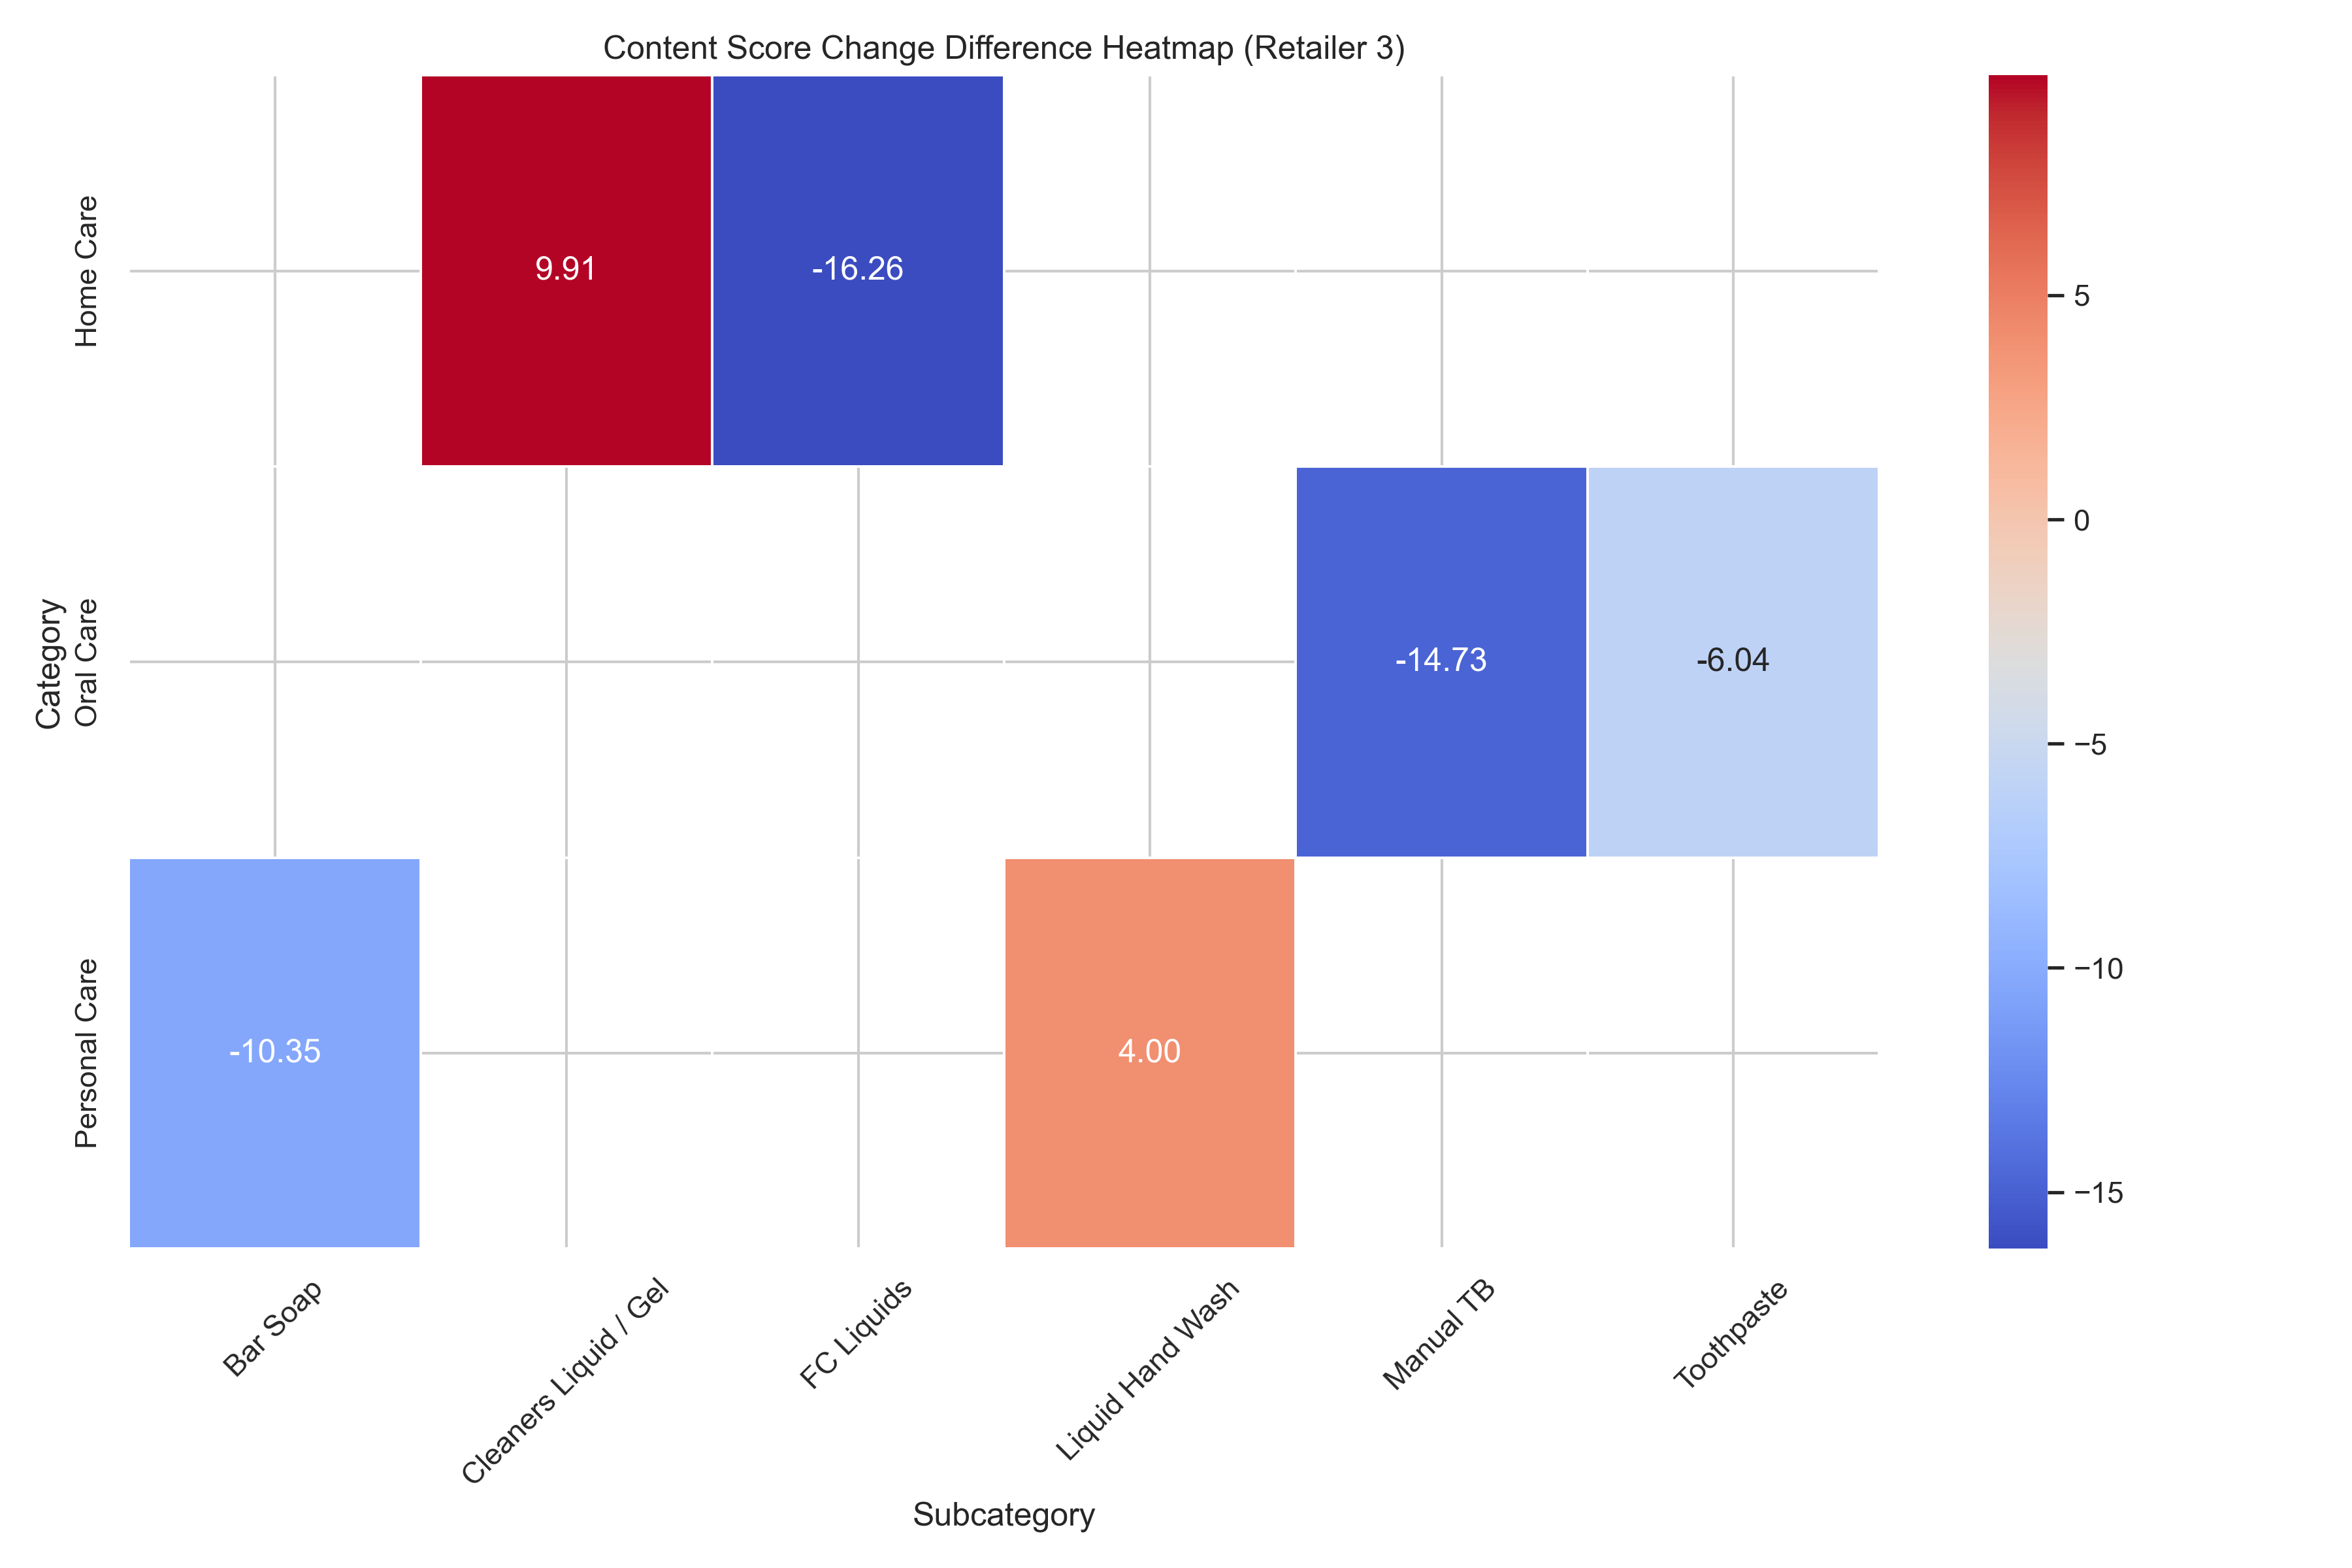 Content Score Change Difference Heatmap (Retailer 3)
Category
Home Care
9.91
-16.26
Oral Care
-14.73
-6.04
Personal Care
-10.35
4.00
Bar Soap
Cleaners Liquid / Gel
FC Liquids
Liquid Hand Wash
Manual TB
Toothpaste
Subcategory
5
0
−5
−10
−15